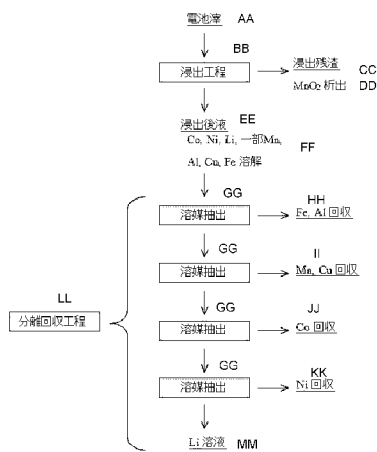 電池滓 AA
BB
浸出工程
浸出残渣 CC
MnO2 析出 DD
EE
浸出後液
Co, Ni, Li, 一部Mn,
FF
Al, Cu, Fe 溶解
GG
溶媒抽出
HH
Fe, Al 回収
GG
溶媒抽出
II
Mn, Cu 回収
LL
分離回収工程
GG
溶媒抽出
JJ
Co 回収
GG
溶媒抽出
KK
Ni 回収
Li 溶液 MM